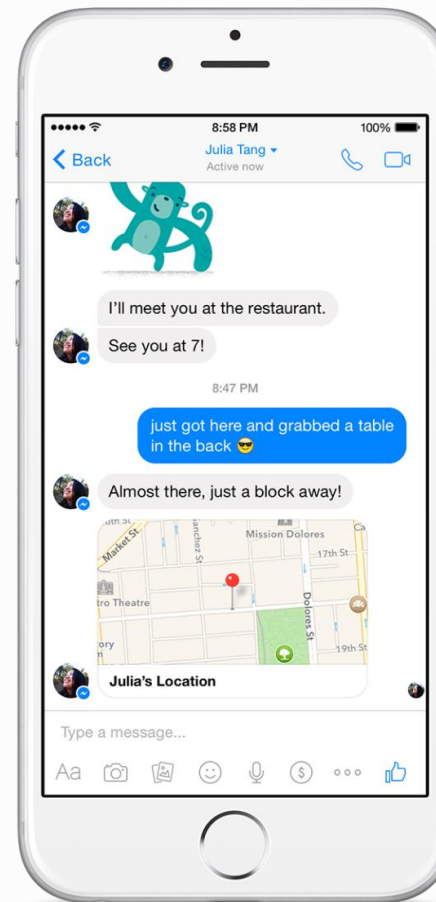 8:58 PM
100%
Back
Julia Tang
Active now
I'll meet you at the restaurant.
See you at 7!
8:47 PM
just got here and grabbed a table
in the back 😎
Almost there, just a block away!
Market St
Mission Dolores
17th St
Theatre
Dolores St
19th St
Julia's Location
Type a message...
Aa
$